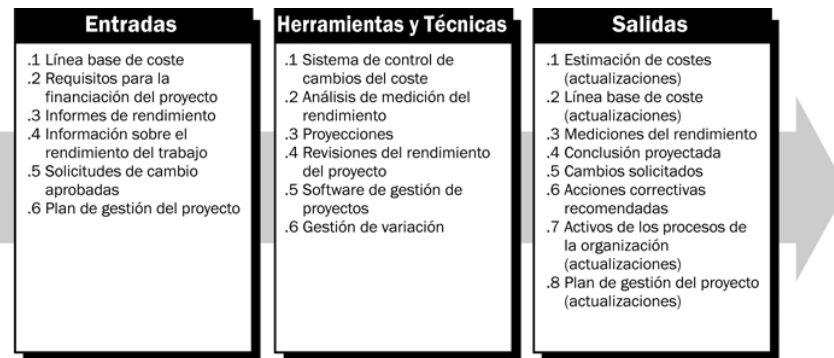 Entradas
.1 Línea base de coste
.2 Requisitos para la
financiación del proyecto
.3 Informes de rendimiento
.4 Información sobre el
rendimiento del trabajo
.5 Solicitudes de cambio
aprobadas
.6 Plan de gestión del proyecto
Herramientas y Técnicas
.1 Sistema de control de
cambios del coste
.2 Análisis de medición del
rendimiento
.3 Proyecciones
.4 Revisiones del rendimiento
del proyecto
.5 Software de gestión de
proyectos
.6 Gestión de variación
Salidas
.1 Estimación de costes
(actualizaciones)
.2 Línea base de coste
(actualizaciones)
.3 Mediciones del rendimiento
.4 Conclusión proyectada
.5 Cambios solicitados
.6 Acciones correctivas
recomendadas
.7 Activos de los procesos de
la organización
(actualizaciones)
.8 Plan de gestión del proyecto
(actualizaciones)